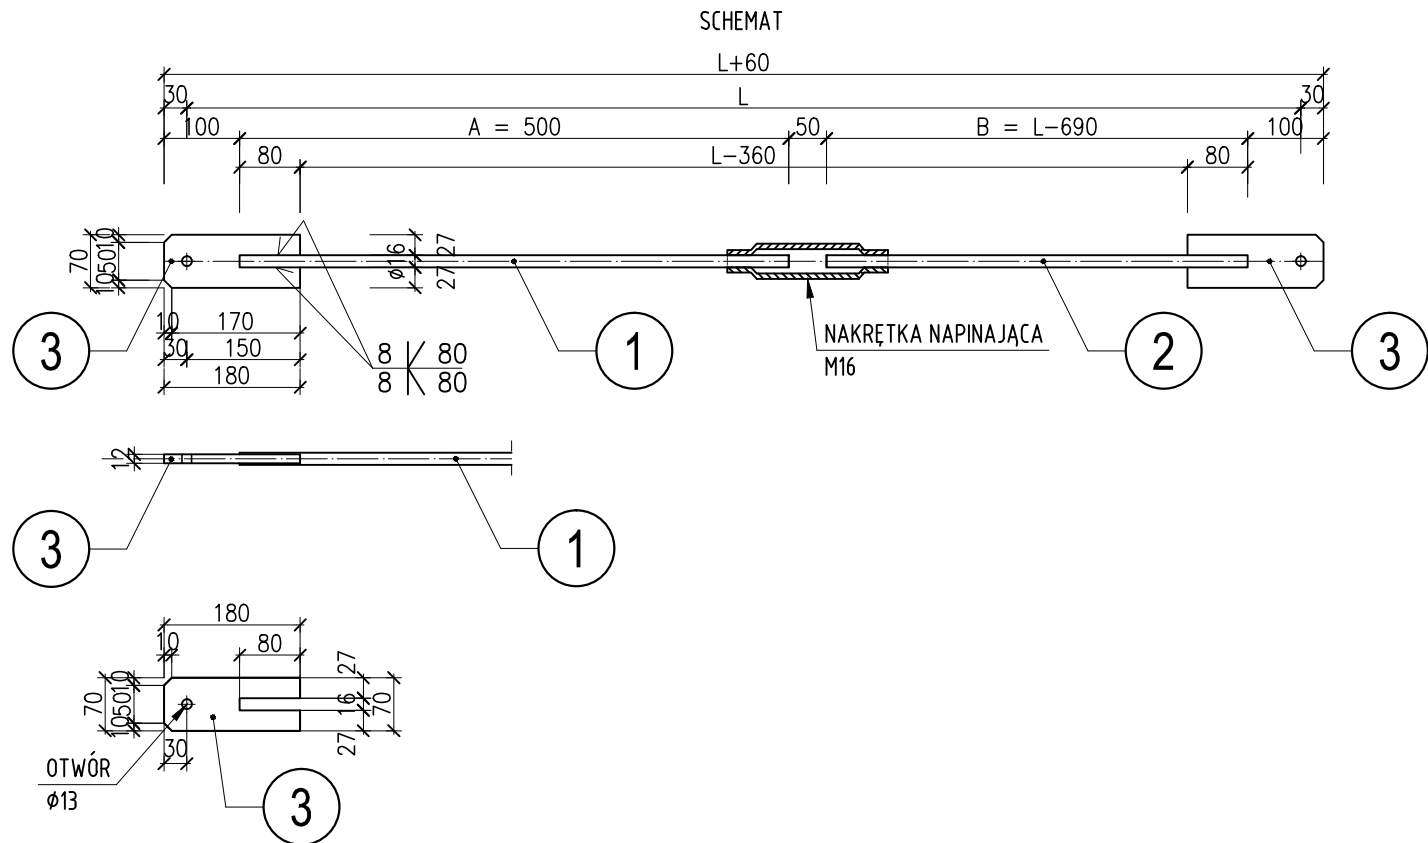 SCHEMAT
L+60
30 L 30
100 A = 500 50 B = L-690 100
80 L-360 80
70 10 50 10
ø16 27 27
10 170
30 150
180
8 80
8 80
NAKRĘTKA NAPINAJĄCA
M16
3 1 2 3
12
3 1
180
10 80
70 10 50 10
27 16 27 70
30
OTWÓR
ø13
3